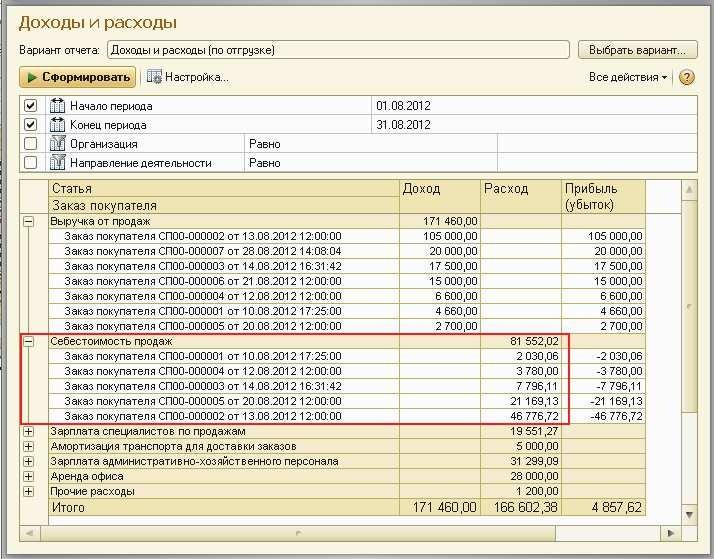 Доходы и расходы
Вариант отчета: Доходы и расходы (по отгрузке) Выбрать вариант...
Сформировать Настройка... Все действия ?
Начало периода 01.08.2012
Конец периода 31.08.2012
Организация Равно
Направление деятельности Равно
Статья Доход Расход Прибыль (убыток)
Заказ покупателя
Выручка от продаж 171 460,00
Заказ покупателя СП00-000002 от 13.08.2012 12:00:00 105 000,00 105 000,00
Заказ покупателя СП00-000007 от 28.08.2012 14:08:04 20 000,00 20 000,00
Заказ покупателя СП00-000003 от 14.08.2012 16:31:42 17 500,00 17 500,00
Заказ покупателя СП00-000006 от 21.08.2012 12:00:00 15 000,00 15 000,00
Заказ покупателя СП00-000004 от 12.08.2012 12:00:00 6 600,00 6 600,00
Заказ покупателя СП00-000001 от 10.08.2012 17:25:00 4 660,00 4 660,00
Заказ покупателя СП00-000005 от 20.08.2012 12:00:00 2 700,00 2 700,00
Себестоимость продаж 81 552,02
Заказ покупателя СП00-000001 от 10.08.2012 17:25:00 2 030,06 -2 030,06
Заказ покупателя СП00-000004 от 12.08.2012 12:00:00 3 780,00 -3 780,00
Заказ покупателя СП00-000003 от 14.08.2012 16:31:42 7 796,11 -7 796,11
Заказ покупателя СП00-000005 от 20.08.2012 12:00:00 21 169,13 -21 169,13
Заказ покупателя СП00-000002 от 13.08.2012 12:00:00 46 776,72 -46 776,72
Зарплата специалистов по продажам 19 551,27
Амортизация транспорта для доставки заказов 5 000,00
Зарплата административно-хозяйственного персонала 31 299,09
Аренда офиса 28 000,00
Прочие расходы 1 200,00
Итого 171 460,00 166 602,38 4 857,62